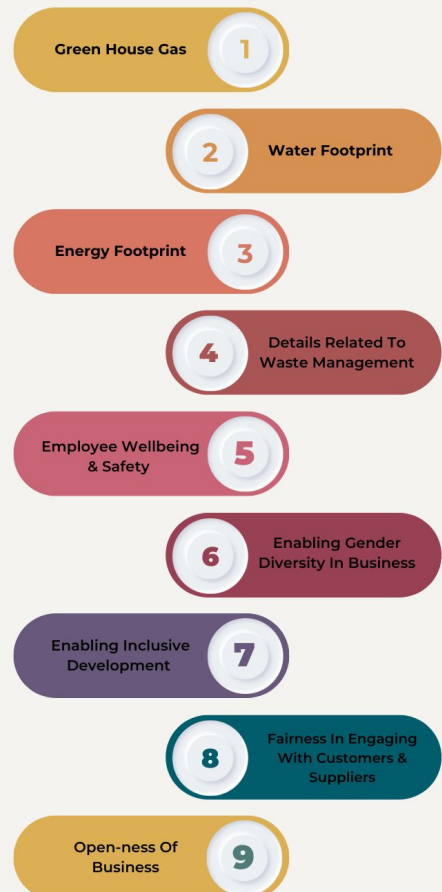 Green House Gas
1
2
Water Footprint
Energy Footprint
3
4
Details Related To
Waste Management
Employee Wellbeing
& Safety
5
6
Enabling Gender
Diversity In Business
Enabling Inclusive
Development
7
8
Fairness In Engaging
With Customers &
Suppliers
Open-ness Of
Business
9